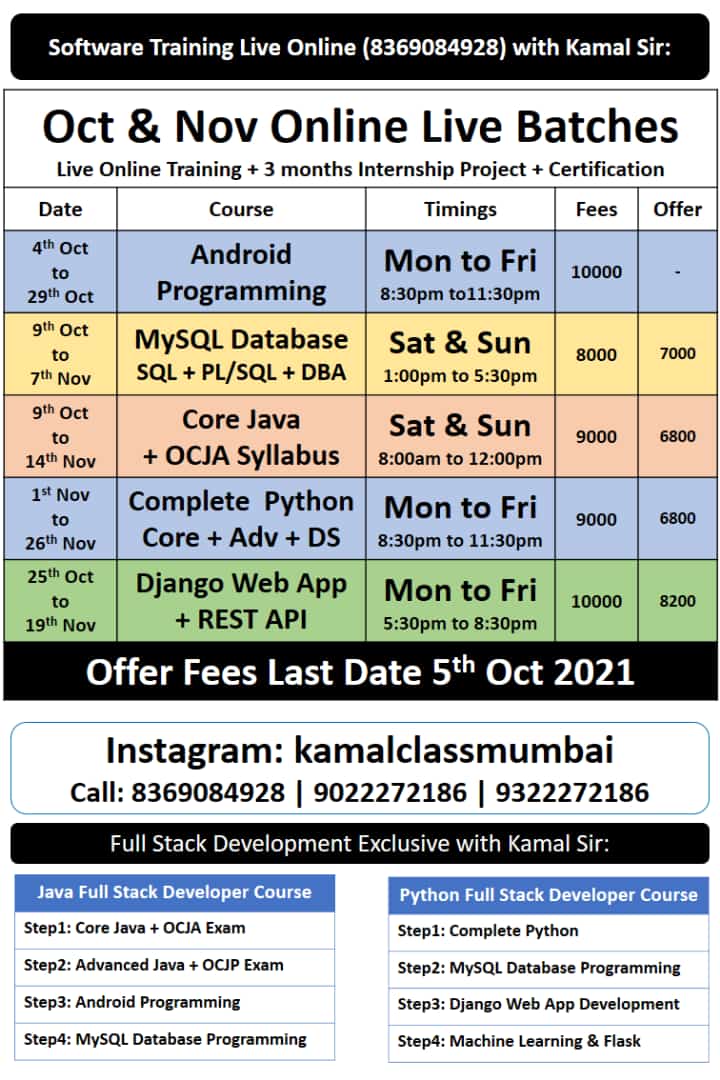 Software Training Live Online (8369084928) with Kamal Sir:
Oct & Nov Online Live Batches
Live Online Training + 3 months Internship Project + Certification
Date Course Timings Fees Offer
4th Oct
to
29th Oct
Android
Programming
Mon to Fri
8:30pm to11:30pm
10000
-
9th Oct
to
7th Nov
MySQL Database
SQL + PL/SQL + DBA
Sat & Sun
1:00pm to 5:30pm
8000
7000
9th Oct
to
14th Nov
Core Java
+ OCJA Syllabus
Sat & Sun
8:00am to 12:00pm
9000
6800
1st Nov
to
26th Nov
Complete Python
Core + Adv + DS
Mon to Fri
8:30pm to 11:30pm
9000
6800
25th Oct
to
19th Nov
Django Web App
+ REST API
Mon to Fri
5:30pm to 8:30pm
10000
8200
Offer Fees Last Date 5th Oct 2021
Instagram: kamalclassmumbai
Call: 8369084928 | 9022272186 | 9322272186
Full Stack Development Exclusive with Kamal Sir:
Java Full Stack Developer Course
Step1: Core Java + OCJA Exam
Step2: Advanced Java + OCJP Exam
Step3: Android Programming
Step4: MySQL Database Programming
Python Full Stack Developer Course
Step1: Complete Python
Step2: MySQL Database Programming
Step3: Django Web App Development
Step4: Machine Learning & Flask